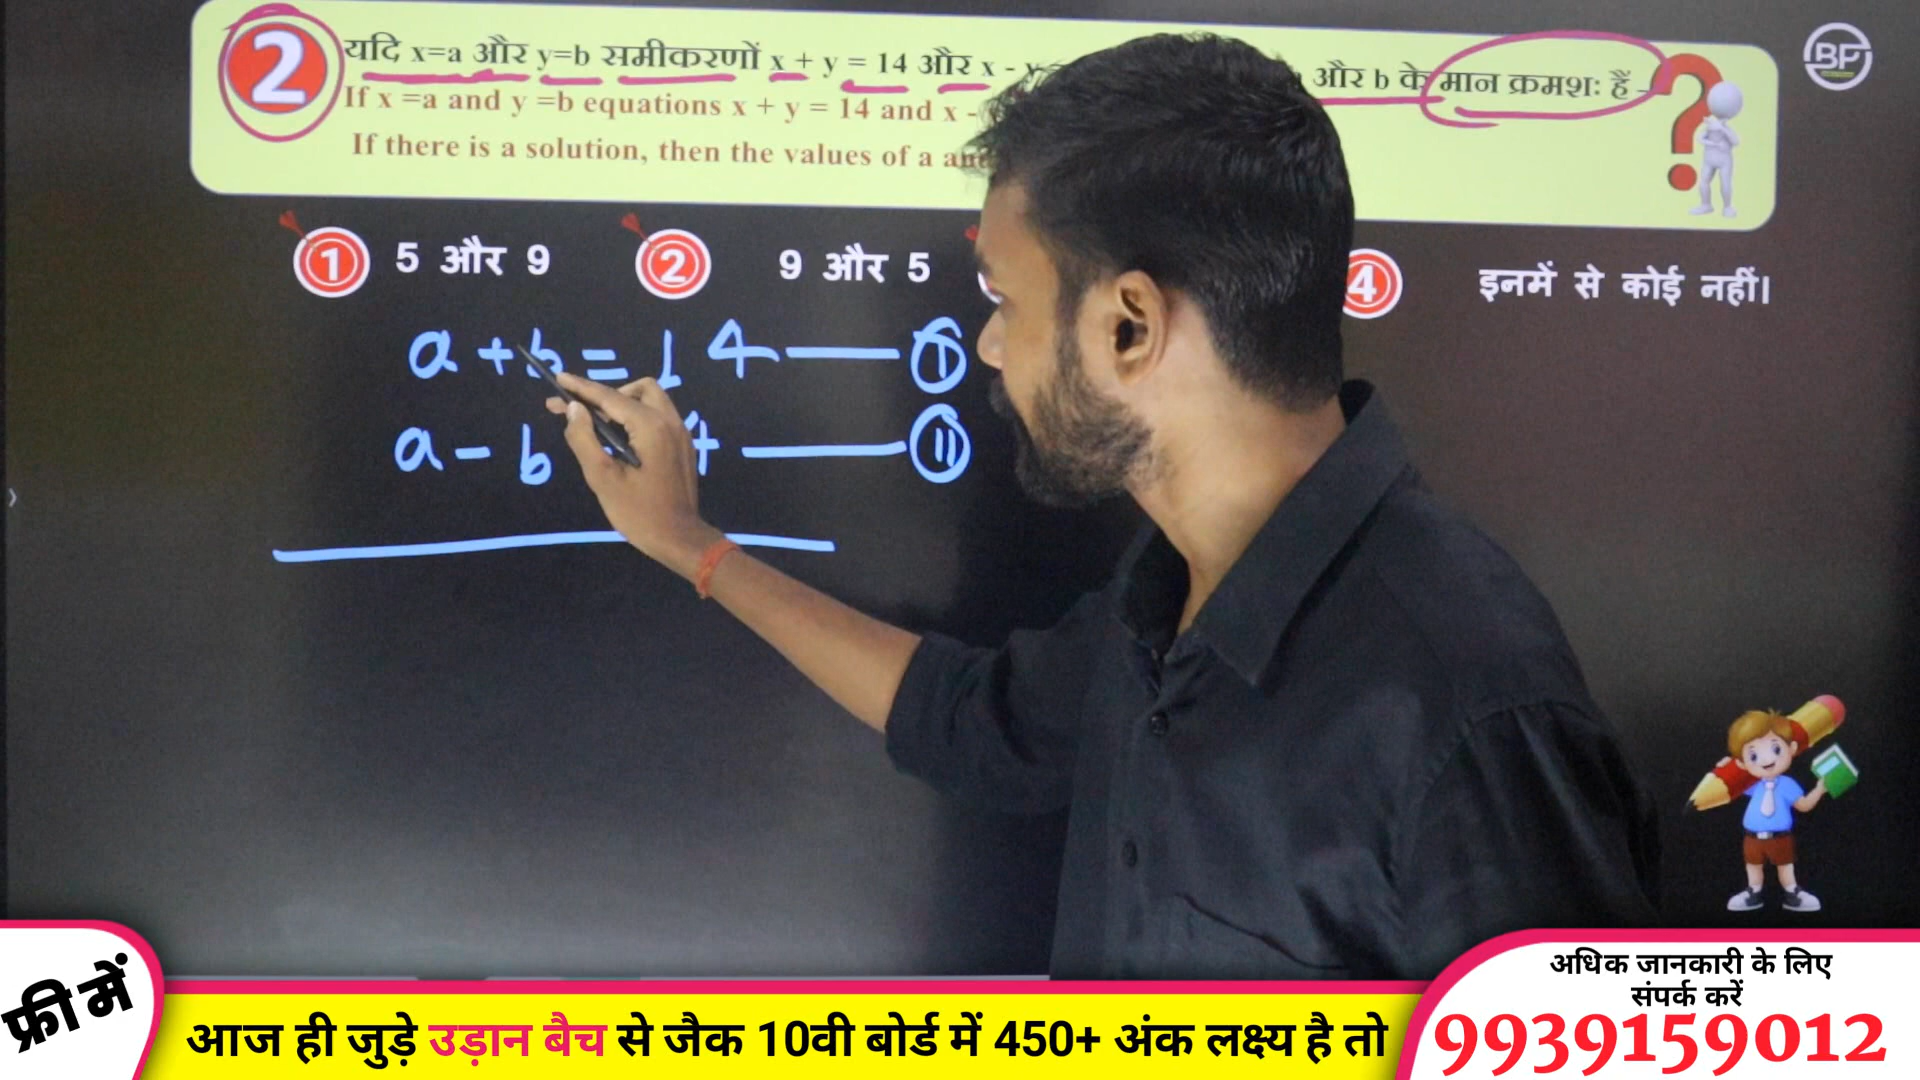 2 यदि x=a और y=b समीकरणों x + y = 14 और x - और b के मान क्रमशः हैं -
If x =a and y =b equations x + y = 14 and x -
If there is a solution, then the values of a and
1 5 और 9 2 9 और 5 4 इनमें से कोई नहीं।
a + b = 14 — I
a - b 4 — II
BP
फ्री में
आज ही जुड़े उड़ान बैच से जैक 10वी बोर्ड में 450+ अंक लक्ष्य है तो
अधिक जानकारी के लिए
संपर्क करें
9939159012